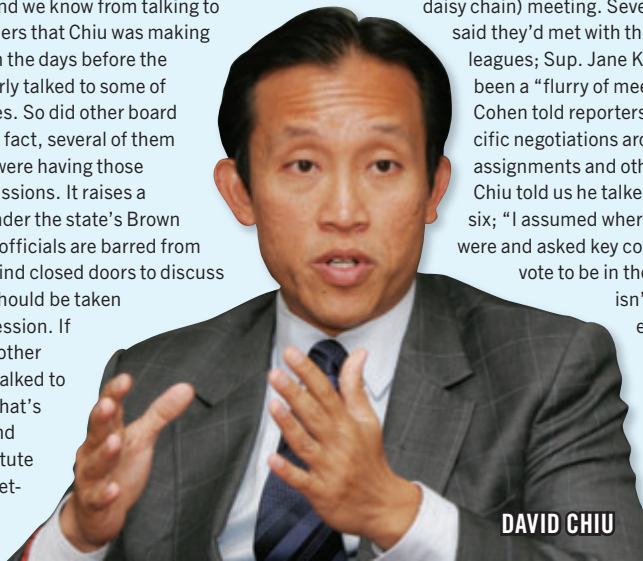 nd we know from talking to
ers that Chiu was making
n the days before the
rly talked to some of
es. So did other board
fact, several of them
were having those
ssions. It raises a
nder the state's Brown
officials are barred from
ind closed doors to discuss
hould be taken
ession. If
other
alked to
hat's
nd
tute
et-
daisy chain) meeting. Seve
said they'd met with th
leagues; Sup. Jane K
been a "flurry of mee
Cohen told reporters
cific negotiations aro
assignments and oth
Chiu told us he talke
six; "I assumed wher
were and asked key co
vote to be in the
isn'
e
DAVID CHIU